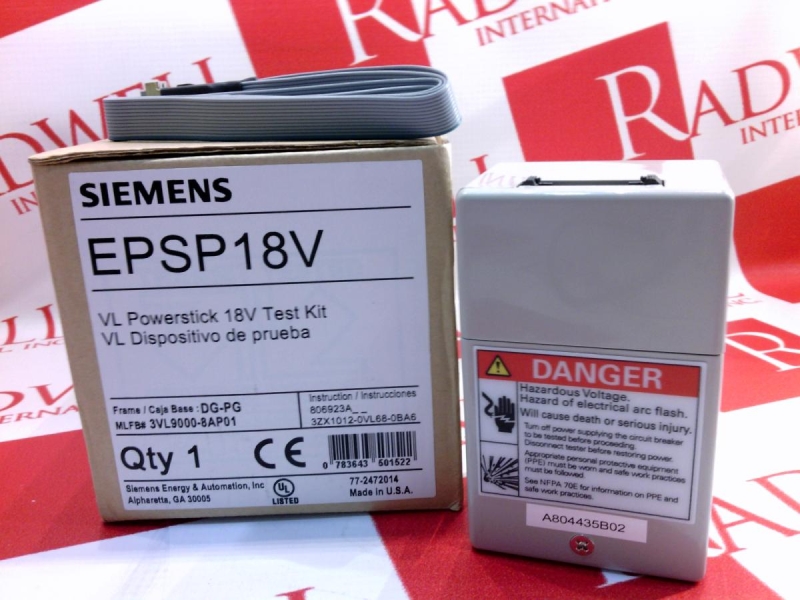 RADWELL
INTERNATIONAL
RADWELL
INTERNATIONAL, INC.
SIEMENS
EPSP18V
VL Powerstick 18V Test Kit
VL Dispositivo de prueba
Frame / Caja Base : DG-PG
MLFB# 3VL9000-8AP01
Instruction / Instrucciones
806923A_ _
3ZX1012-0VL68-0BA6
Qty 1
CE
0 783643 501522
Siemens Energy & Automation, Inc
Alpharetta, GA 30005
UL
LISTED
77-2472014
Made in U.S.A.
DANGER
Hazardous Voltage.
Hazard of electrical arc flash.
Will cause death or serious injury.
Turn off power supplying the circuit breaker
to be tested before proceeding.
Disconnect tester before restoring power.
Appropriate personal protective equipment
(PPE) must be worn and safe work practices
must be followed.
See NFPA 70E for information on PPE and
safe work practices.
A804435B02